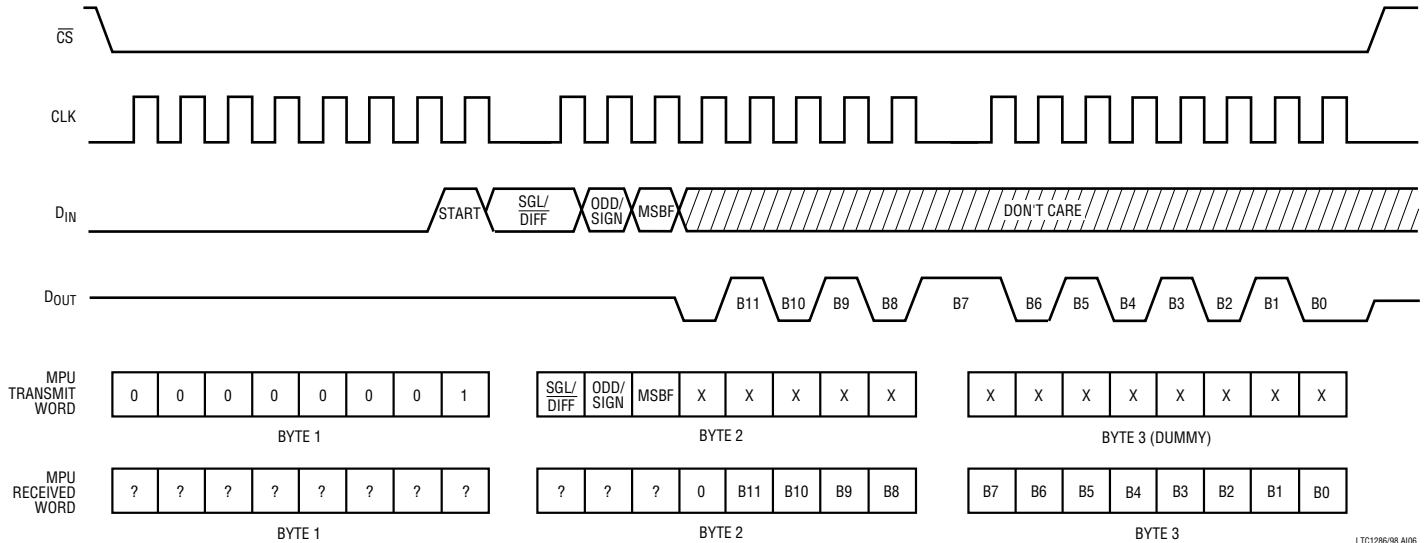 CS
CLK
DIN
START
SGL/
DIFF
ODD/
SIGN
MSBF
DON'T CARE
DOUT
B11 B10 B9 B8 B7 B6 B5 B4 B3 B2 B1 B0
MPU
TRANSMIT
WORD
0 0 0 0 0 0 0 1
SGL/
DIFF
ODD/
SIGN
MSBF X X X X X
X X X X X X X X
BYTE 1
BYTE 2
BYTE 3 (DUMMY)
MPU
RECEIVED
WORD
? ? ? ? ? ? ? ?
? ? ? 0 B11 B10 B9 B8
B7 B6 B5 B4 B3 B2 B1 B0
BYTE 1
BYTE 2
BYTE 3
LTC1286/98 AI06